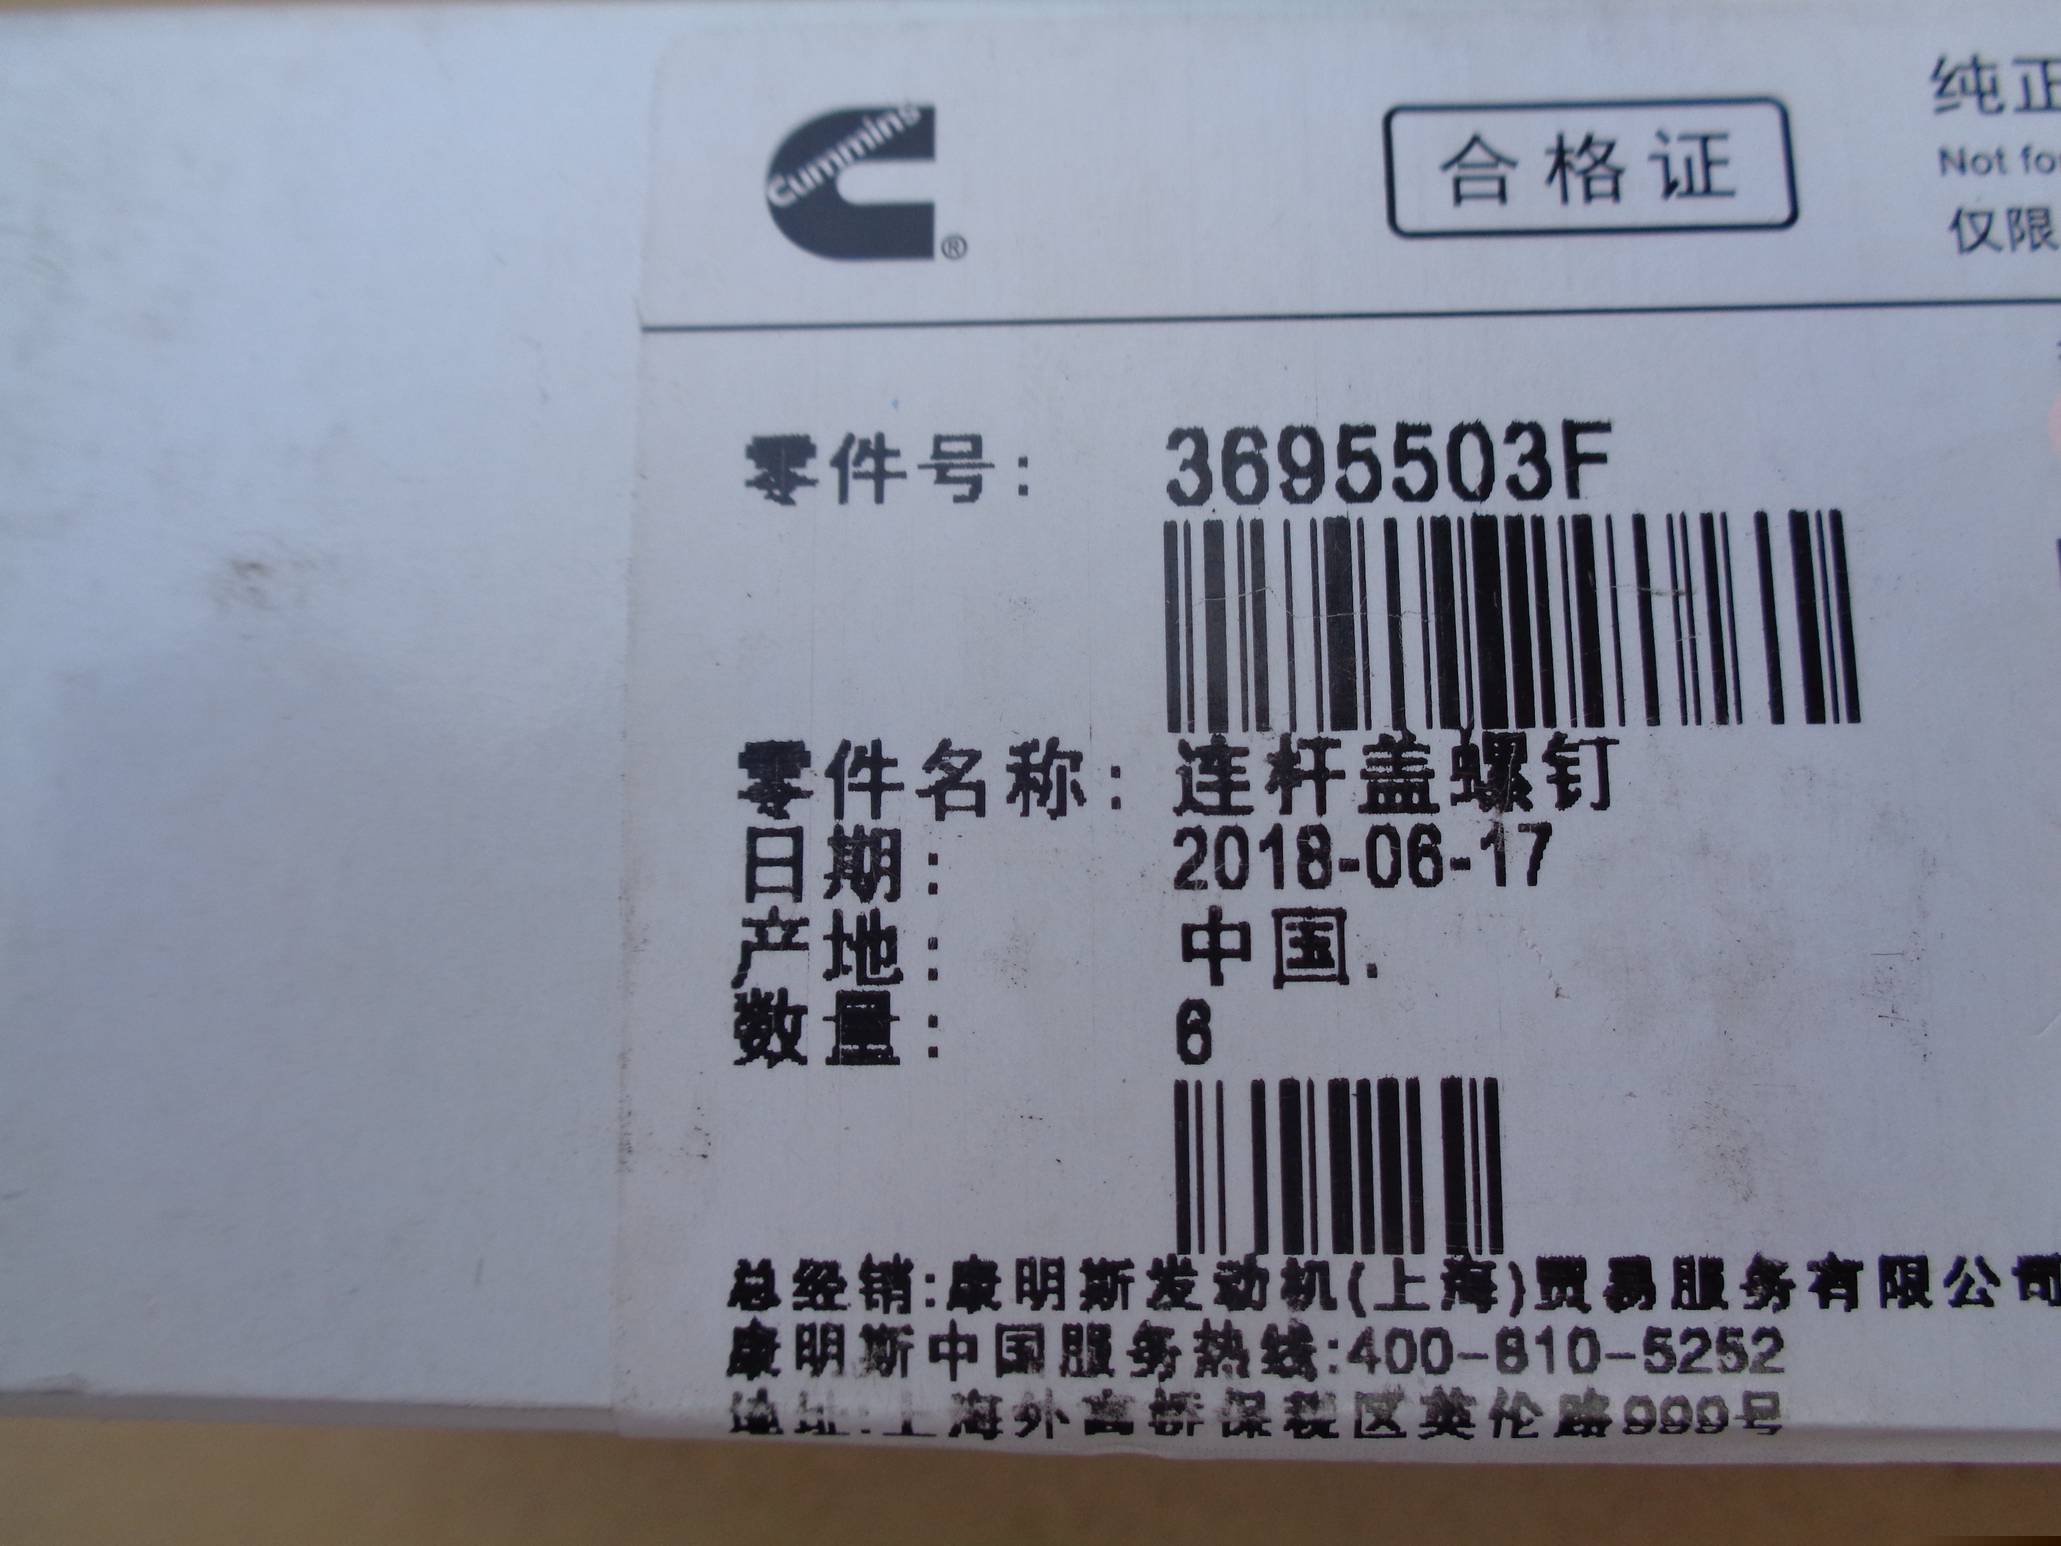 Cummins ®
合格证
纯正
Not for
仅限
零件号: 3695503F
零件名称: 连杆盖螺钉
日期: 2018-06-17
产地: 中国.
数量: 6
总经销:康明斯发动机(上海)贸易服务有限公司
康明斯中国服务热线:400-810-5252
地址:上海外高桥保税区英伦路999号